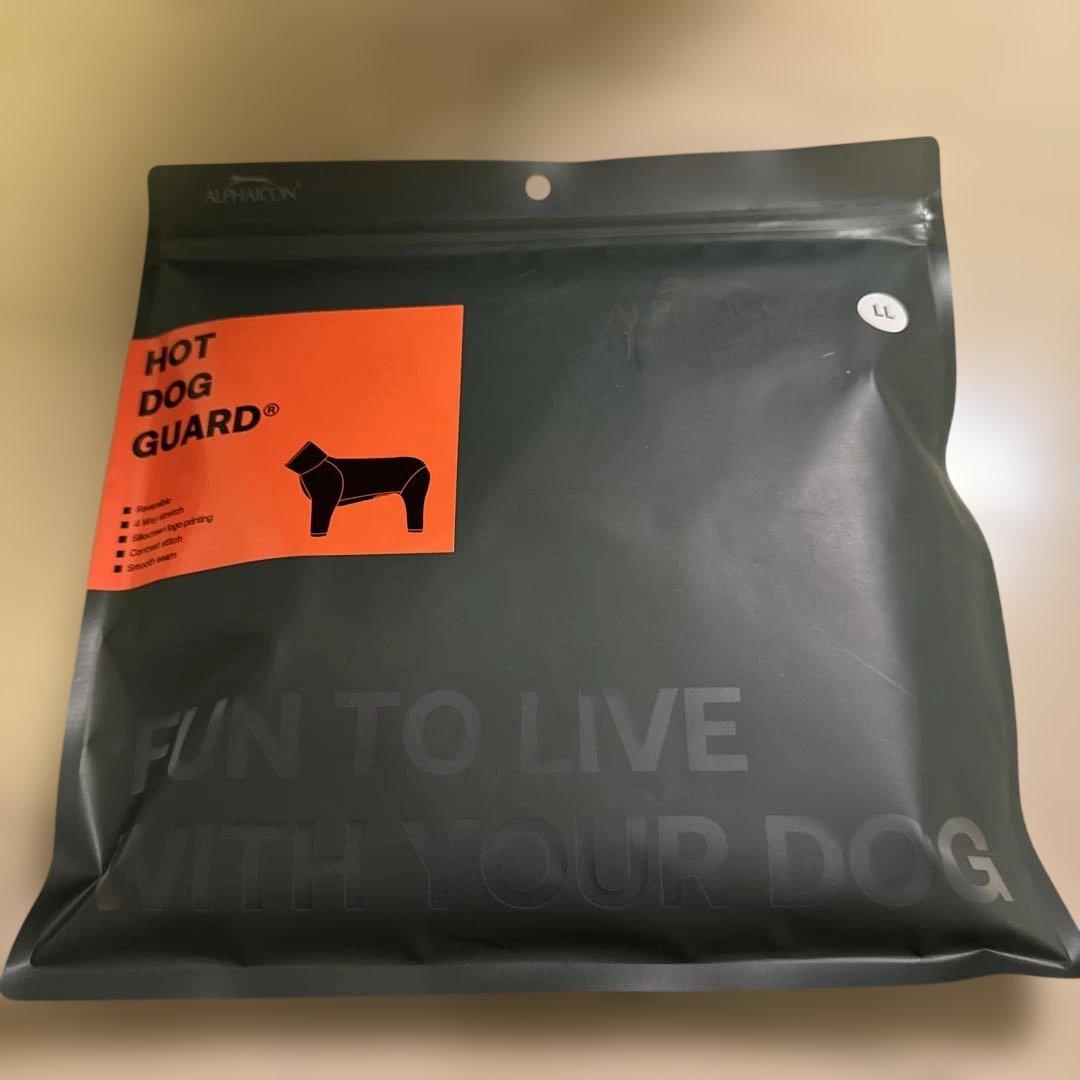 ALPHAICON
LL
HOT
DOG
GUARD®
Reversible
4 Way stretch
Silkscreen logo printing
Contrast stitch
Smooth seam
FUN TO LIVE
WITH YOUR DOG